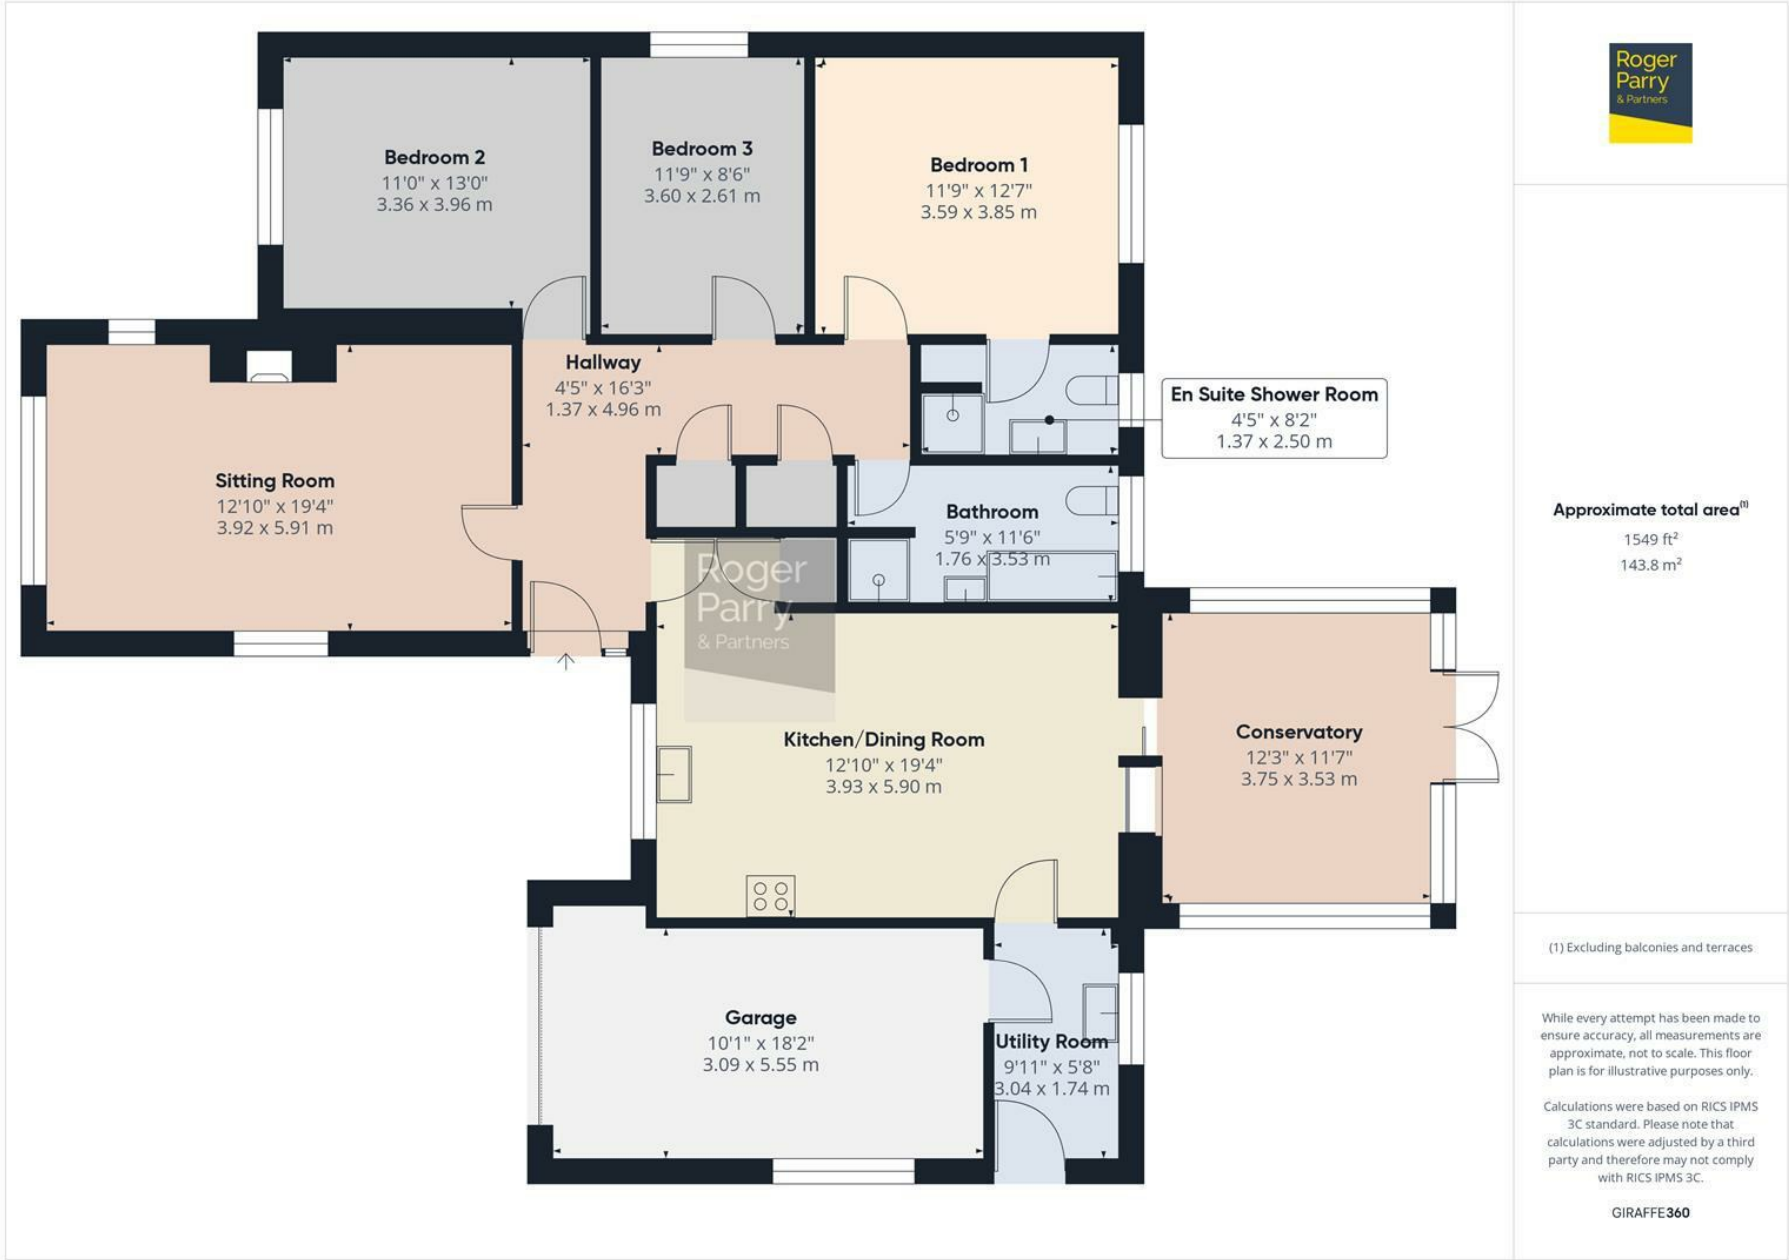 Roger
Parry
& Partners
Bedroom 2
11'0" x 13'0"
3.36 x 3.96 m
Bedroom 3
11'9" x 8'6"
3.60 x 2.61 m
Bedroom 1
11'9" x 12'7"
3.59 x 3.85 m
Hallway
4'5" x 16'3"
1.37 x 4.96 m
En Suite Shower Room
4'5" x 8'2"
1.37 x 2.50 m
Sitting Room
12'10" x 19'4"
3.92 x 5.91 m
Bathroom
5'9" x 11'6"
1.76 x 3.53 m
Roger
Parry
& Partners
Kitchen/Dining Room
12'10" x 19'4"
3.93 x 5.90 m
Conservatory
12'3" x 11'7"
3.75 x 3.53 m
Garage
10'1" x 18'2"
3.09 x 5.55 m
Utility Room
9'11" x 5'8"
3.04 x 1.74 m
Approximate total area⁽¹⁾
1549 ft²
143.8 m²
(1) Excluding balconies and terraces
While every attempt has been made to
ensure accuracy, all measurements are
approximate, not to scale. This floor
plan is for illustrative purposes only.
Calculations were based on RICS IPMS
3C standard. Please note that
calculations were adjusted by a third
party and therefore may not comply
with RICS IPMS 3C.
GIRAFFE360